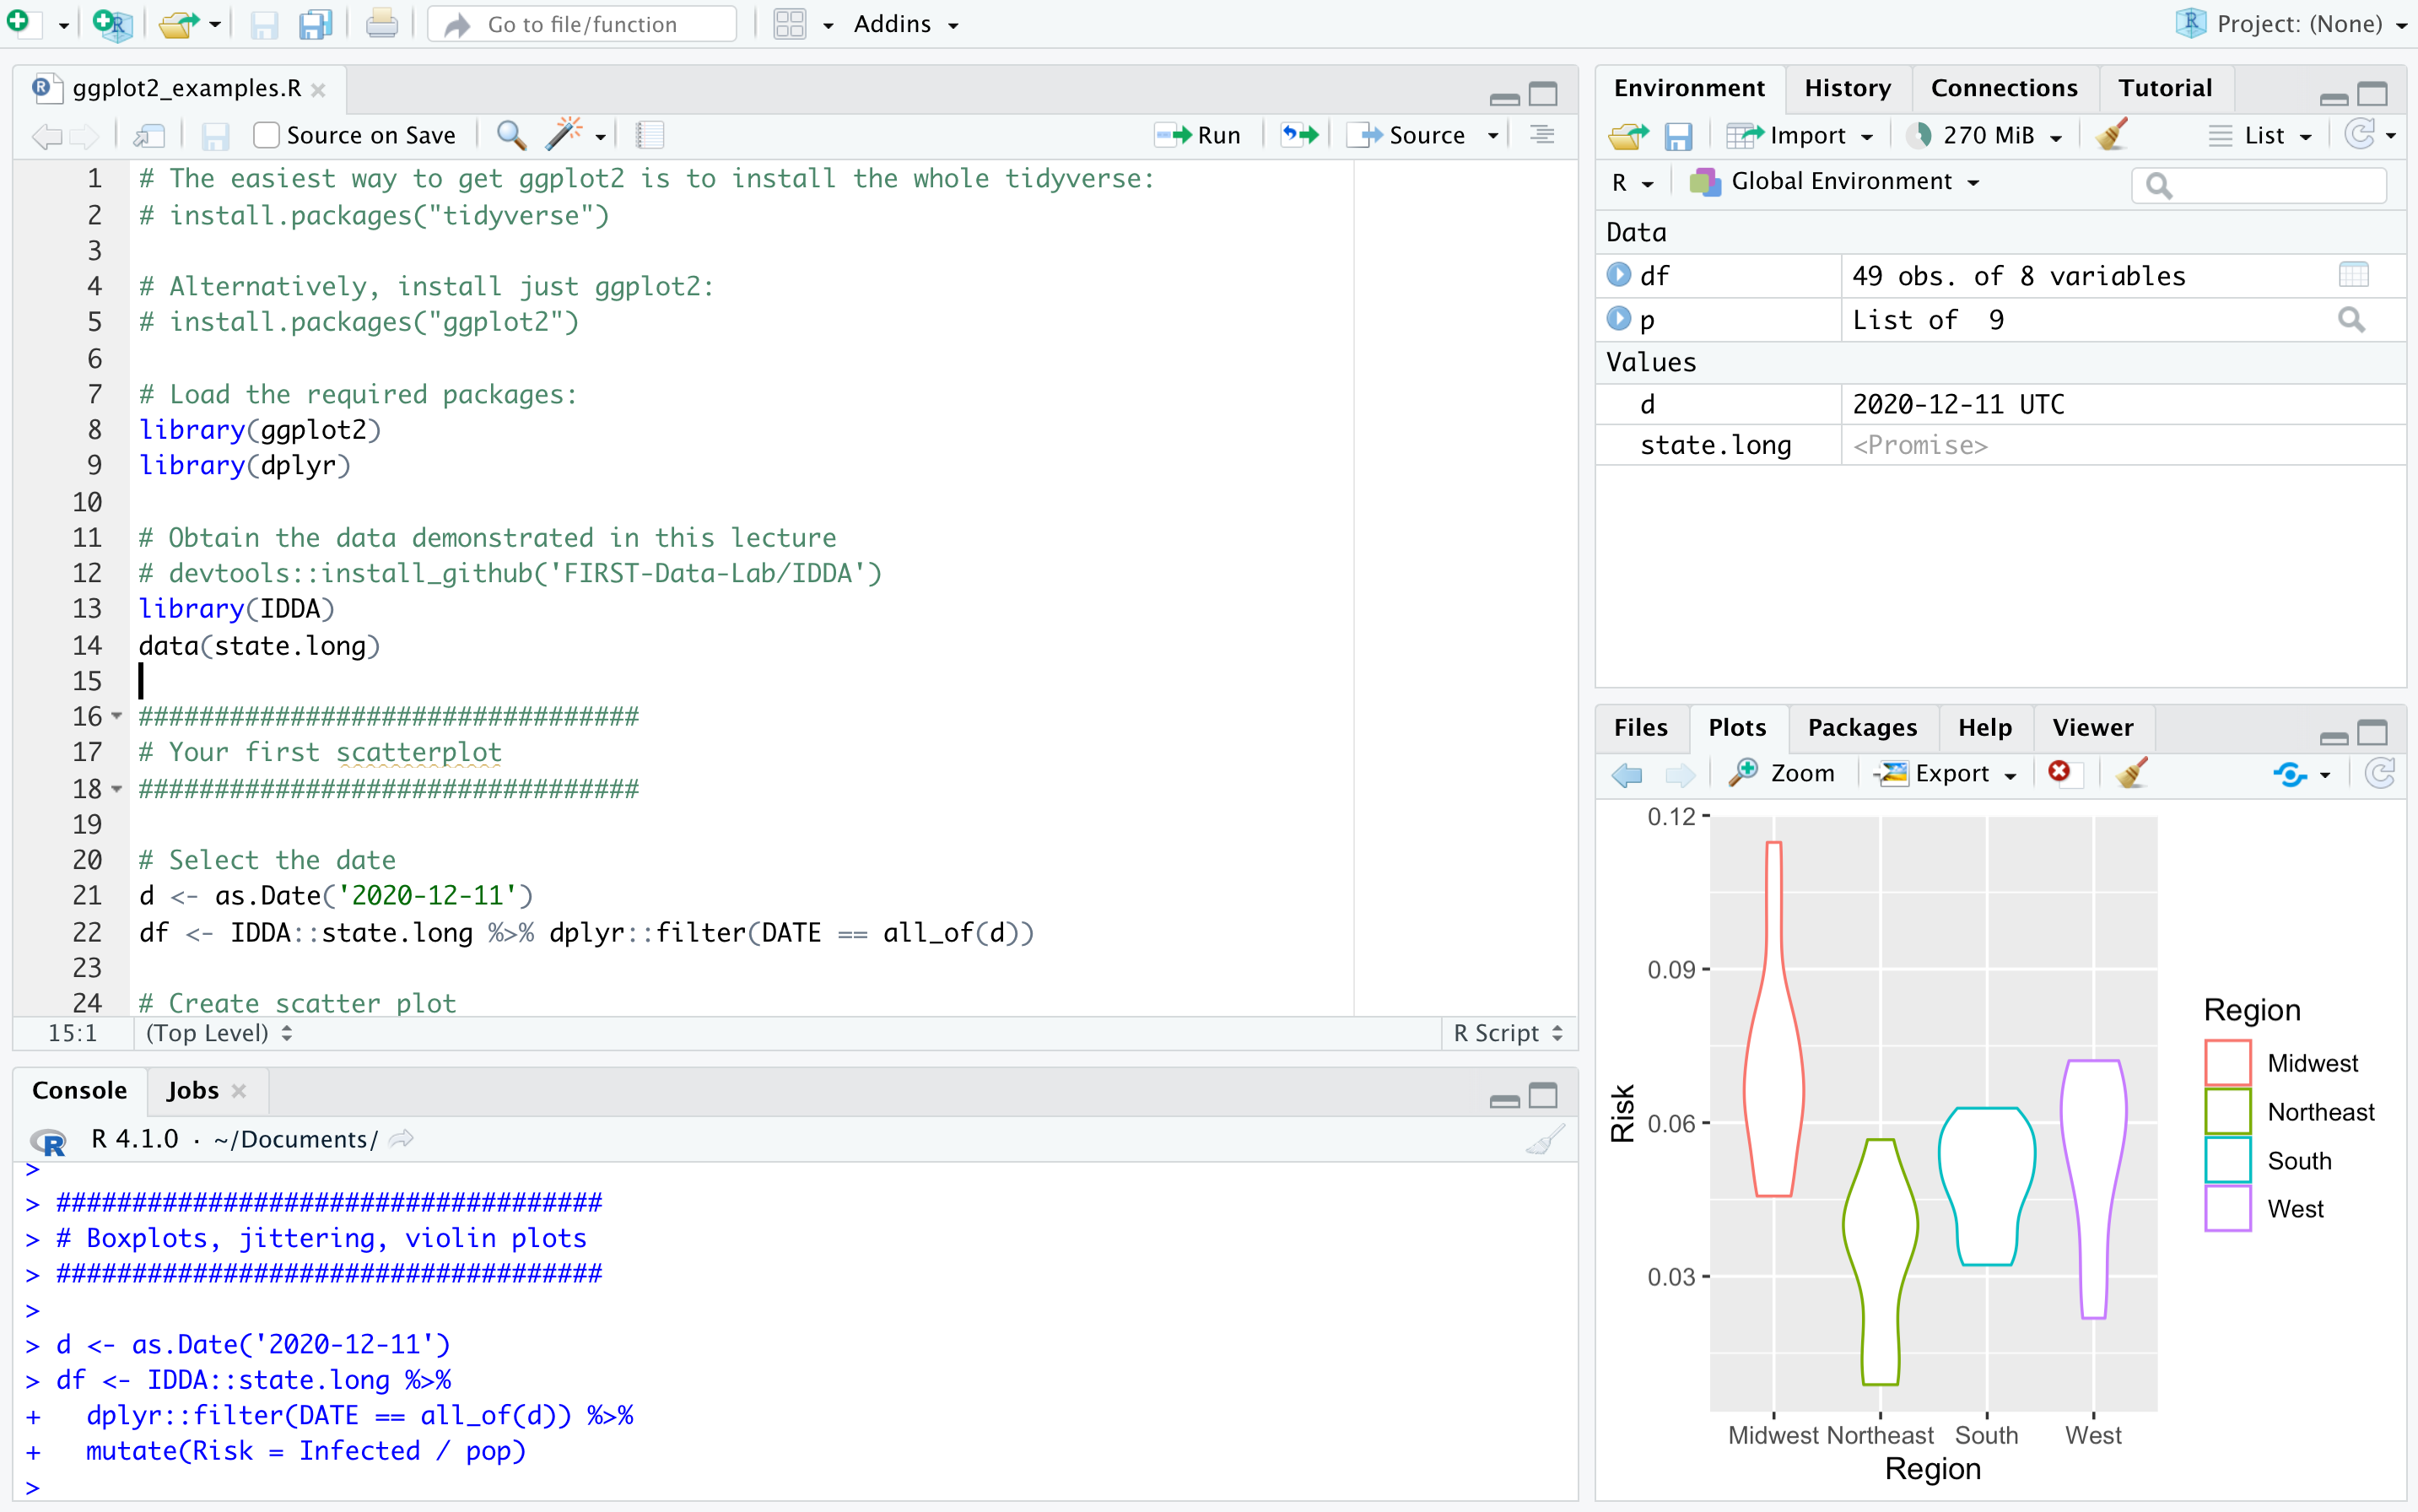 Go to file/function Addins Project: (None)
ggplot2_examples.R
Source on Save Run Source
1 # The easiest way to get ggplot2 is to install the whole tidyverse:
2 # install.packages("tidyverse")
3
4 # Alternatively, install just ggplot2:
5 # install.packages("ggplot2")
6
7 # Load the required packages:
8 library(ggplot2)
9 library(dplyr)
10
11 # Obtain the data demonstrated in this lecture
12 # devtools::install_github('FIRST-Data-Lab/IDDA')
13 library(IDDA)
14 data(state.long)
15
16 #################################
17 # Your first scatterplot
18 #################################
19
20 # Select the date
21 d <- as.Date('2020-12-11')
22 df <- IDDA::state.long %>% dplyr::filter(DATE == all_of(d))
23
24 # Create scatter plot
15:1 (Top Level) R Script
Console Jobs
R 4.1.0 · ~/Documents/
>
> ####################################
> # Boxplots, jittering, violin plots
> ####################################
>
> d <- as.Date('2020-12-11')
> df <- IDDA::state.long %>%
+   dplyr::filter(DATE == all_of(d)) %>%
+   mutate(Risk = Infected / pop)
>
Environment History Connections Tutorial
Import 270 MiB List
R Global Environment
Data
df 49 obs. of 8 variables
p List of  9
Values
d 2020-12-11 UTC
state.long <Promise>
Files Plots Packages Help Viewer
Zoom Export
0.12
0.09
0.06
0.03
Risk
Midwest Northeast South West
Region
Region
Midwest
Northeast
South
West